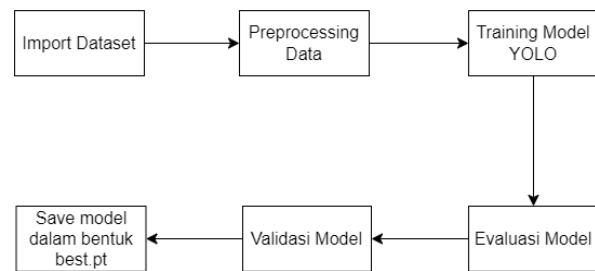 Import Dataset
Preprocessing
Data
Training Model
YOLO
Evaluasi Model
Validasi Model
Save model
dalam bentuk
best.pt